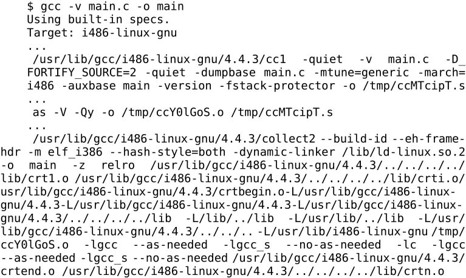 $ gcc -v main.c -o main
Using built-in specs.
Target: i486-linux-gnu
...
/usr/lib/gcc/i486-linux-gnu/4.4.3/cc1 -quiet -v main.c -D_
FORTIFY_SOURCE=2 -quiet -dumpbase main.c -mtune=generic -march=
i486 -auxbase main -version -fstack-protector -o /tmp/ccMTcipT.s
...
as -V -Qy -o /tmp/ccY0lGoS.o /tmp/ccMTcipT.s
...
/usr/lib/gcc/i486-linux-gnu/4.4.3/collect2 --build-id --eh-frame-
hdr -m elf_i386 --hash-style=both -dynamic-linker /lib/ld-linux.so.2
-o main -z relro /usr/lib/gcc/i486-linux-gnu/4.4.3/../../../../
lib/crt1.o /usr/lib/gcc/i486-linux-gnu/4.4.3/../../../../lib/crti.o/
usr/lib/gcc/i486-linux-gnu/4.4.3/crtbegin.o-L/usr/lib/gcc/i486-linux-
gnu/4.4.3-L/usr/lib/gcc/i486-linux-gnu/4.4.3-L/usr/lib/gcc/i486-linux-
gnu/4.4.3/../../../../lib -L/lib/../lib -L/usr/lib/../lib -L/usr/
lib/gcc/i486-linux-gnu/4.4.3/../../..-L/usr/lib/i486-linux-gnu/tmp/
ccY0lGoS.o -lgcc --as-needed -lgcc_s --no-as-needed -lc -lgcc
--as-needed -lgcc_s --no-as-needed /usr/lib/gcc/i486-linux-gnu/4.4.3/
crtend.o /usr/lib/gcc/i486-linux-gnu/4.4.3/../../../../lib/crtn.o